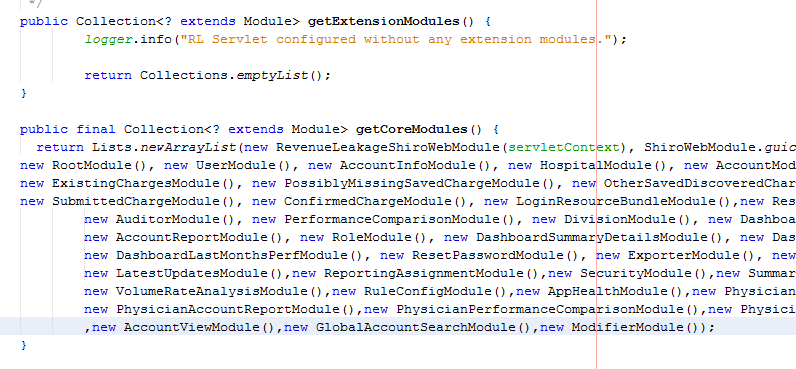 */
public Collection<? extends Module> getExtensionModules() {
logger.info("RL Servlet configured without any extension modules.");
return Collections.emptyList();
}
public final Collection<? extends Module> getCoreModules() {
return Lists.newArrayList(new RevenueLeakageShiroWebModule(servletContext), ShiroWebModule.guic
new RootModule(), new UserModule(), new AccountInfoModule(), new HospitalModule(), new AccountMod
new ExistingChargesModule(), new PossiblyMissingSavedChargeModule(), new OtherSavedDiscoveredChar
new SubmittedChargeModule(), new ConfirmedChargeModule(), new LoginResourceBundleModule(),new Res
new AuditorModule(), new PerformanceComparisonModule(), new DivisionModule(), new Dashboa
new AccountReportModule(), new RoleModule(), new DashboardSummaryDetailsModule(), new Das
new DashboardLastMonthsPerfModule(), new ResetPasswordModule(), new ExporterModule(), new
new LatestUpdatesModule(),new ReportingAssignmentModule(),new SecurityModule(),new Summar
new VolumeRateAnalysisModule(),new RuleConfigModule(),new AppHealthModule(),new Physician
new PhysicianAccountReportModule(),new PhysicianPerformanceComparisonModule(),new Physici
,new AccountViewModule(),new GlobalAccountSearchModule(),new ModifierModule());
}